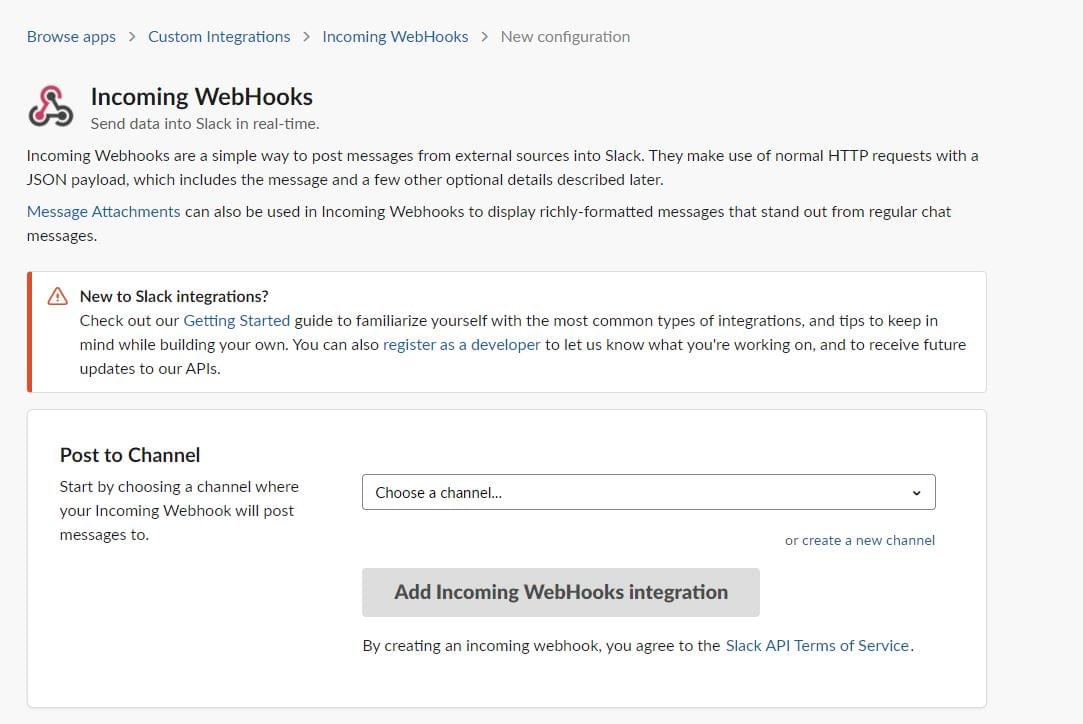 Browse apps > Custom Integrations > Incoming WebHooks > New configuration
Incoming WebHooks
Send data into Slack in real-time.
Incoming Webhooks are a simple way to post messages from external sources into Slack. They make use of normal HTTP requests with a
JSON payload, which includes the message and a few other optional details described later.
Message Attachments can also be used in Incoming Webhooks to display richly-formatted messages that stand out from regular chat
messages.
New to Slack integrations?
Check out our Getting Started guide to familiarize yourself with the most common types of integrations, and tips to keep in
mind while building your own. You can also register as a developer to let us know what you're working on, and to receive future
updates to our APIs.
Post to Channel
Start by choosing a channel where
your Incoming Webhook will post
messages to.
Choose a channel...
or create a new channel
Add Incoming WebHooks integration
By creating an incoming webhook, you agree to the Slack API Terms of Service.